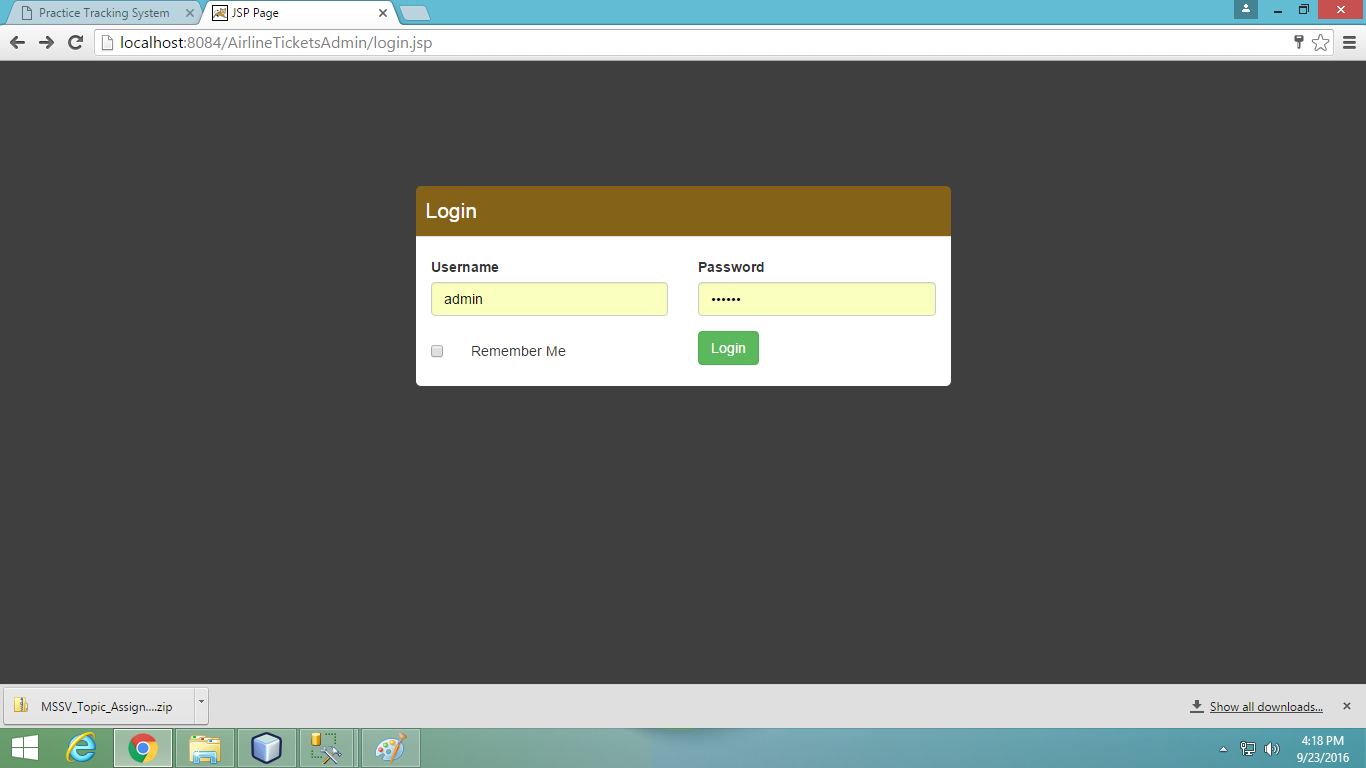 Practice Tracking System
JSP Page
localhost:8084/AirlineTicketsAdmin/login.jsp
Login
Username
Password
admin
••••••
Remember Me
Login
MSSV_Topic_Assign....zip
Show all downloads...
4:18 PM
9/23/2016